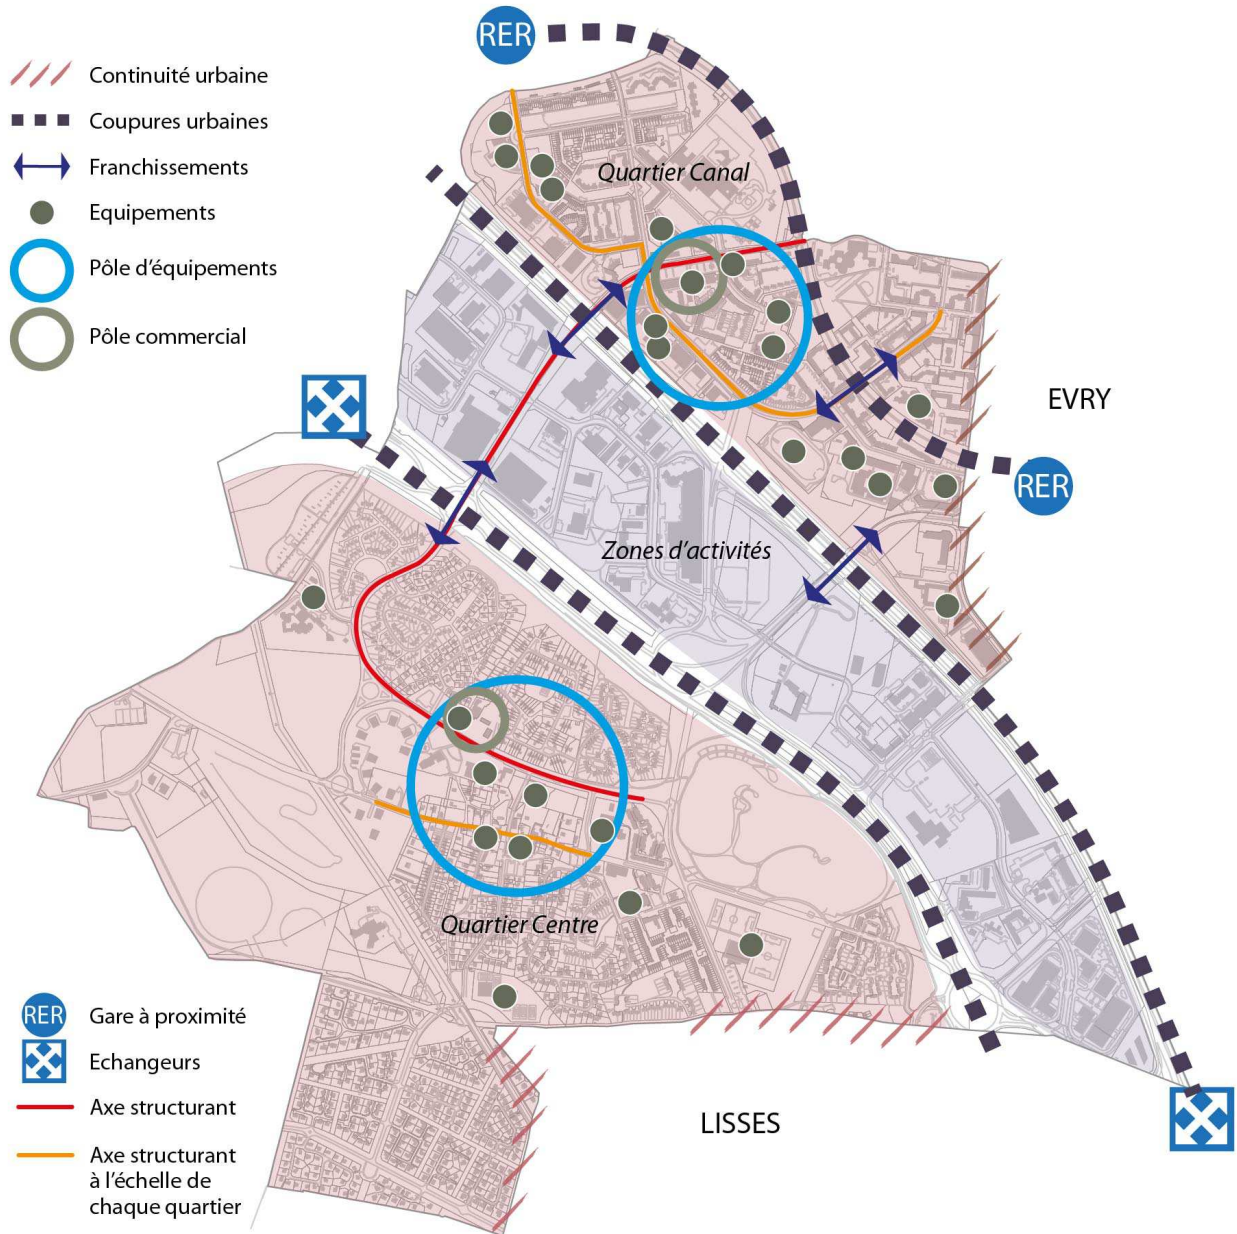 RER
Continuité urbaine
Coupures urbaines
Franchissements
Equipements
Pôle d'équipements
Pôle commercial
Quartier Canal
EVRY
RER
Zones d'activités
Quartier Centre
RER
Gare à proximité
Echangeurs
Axe structurant
Axe structurant
à l'échelle de
chaque quartier
LISSES